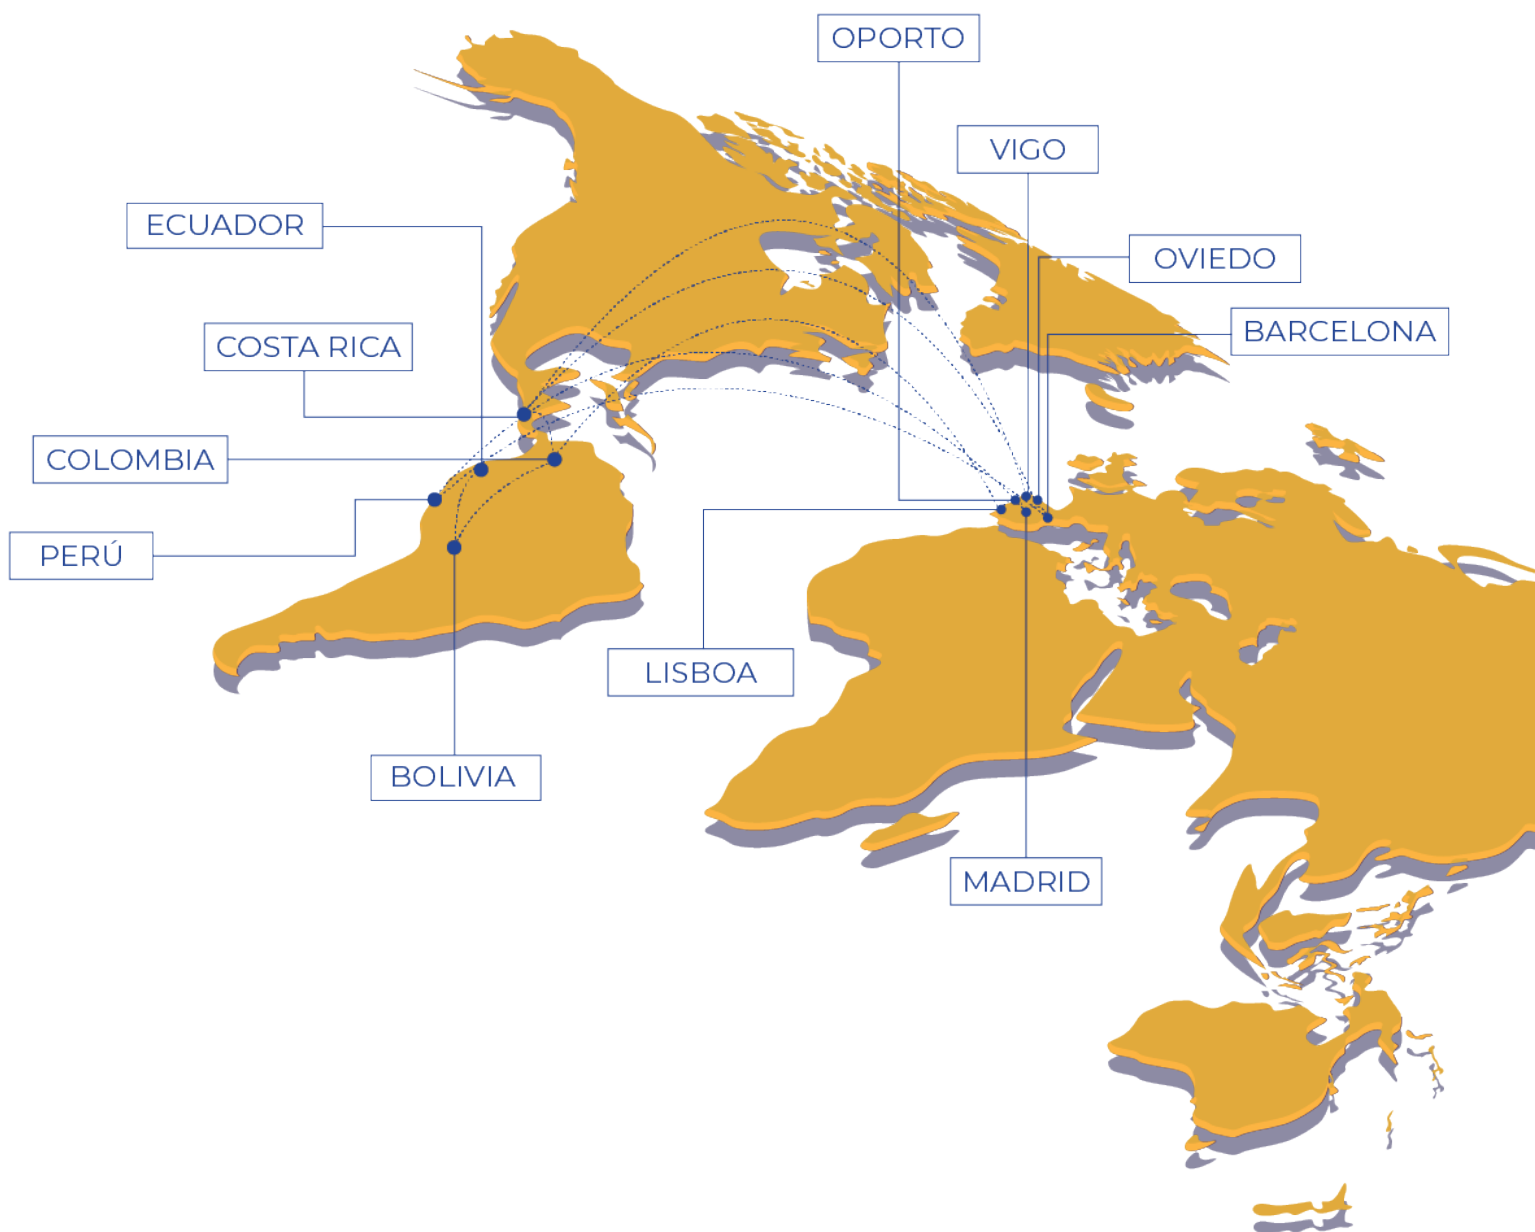 OPORTO
VIGO
ECUADOR
OVIEDO
BARCELONA
COSTA RICA
COLOMBIA
PERÚ
LISBOA
BOLIVIA
MADRID